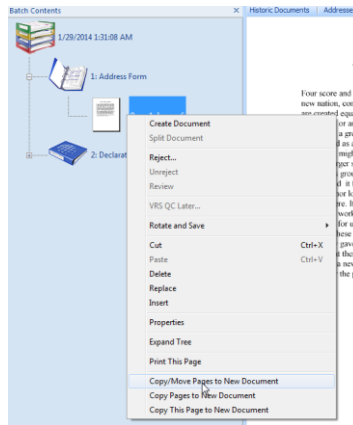 Batch Contents
Historic Documents
Addresse
1/29/2014 1:31:08 AM
1: Address Form
2: Declarat
Create Document
Split Document
Reject...
Unreject
Review
VRS QC Later...
Rotate and Save
Cut Ctrl+X
Paste Ctrl+V
Delete
Replace
Insert
Properties
Expand Tree
Print This Page
Copy/Move Pages to New Document
Copy Pages to New Document
Copy This Page to New Document
Four score and
new nation, con
are created equa